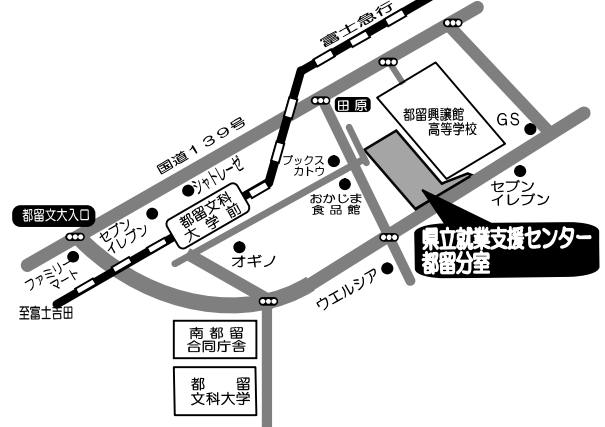 富士急行
国道139号
田原
都留興譲館
高等学校
GS
ブックス
カトウ
シャトレーゼ
おかじま
食品館
セブン
イレブン
都留文大入口
セブン
イレブン
都留文科
大学前
県立就業支援センター
都留分室
オギノ
ファミリー
マート
ウエルシア
至富士吉田
南都留
合同庁舎
都留
文科大学